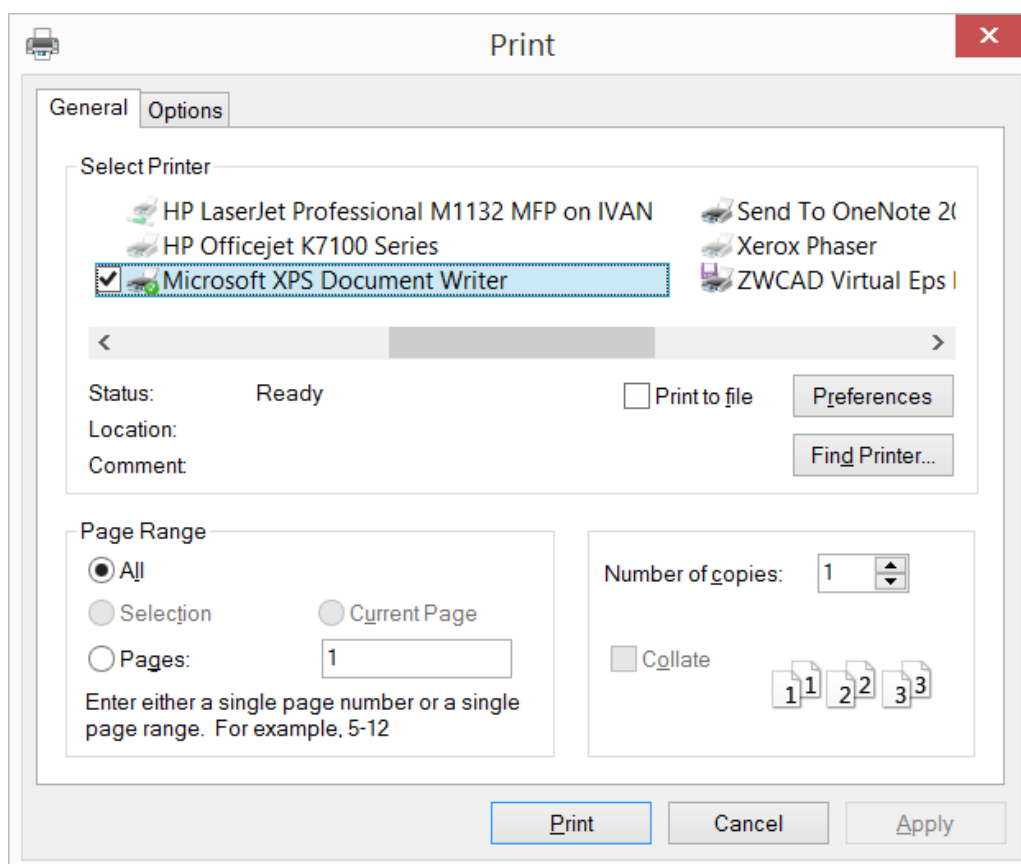 Print
General Options
Select Printer
HP LaserJet Professional M1132 MFP on IVAN
HP Officejet K7100 Series
Microsoft XPS Document Writer
Send To OneNote 20
Xerox Phaser
ZWCAD Virtual Eps
Status: Ready
Location:
Comment:
Print to file
Preferences
Find Printer...
Page Range
All
Selection Current Page
Pages: 1
Enter either a single page number or a single
page range. For example, 5-12
Number of copies: 1
Collate
1 1 2 2 3 3
Print Cancel Apply